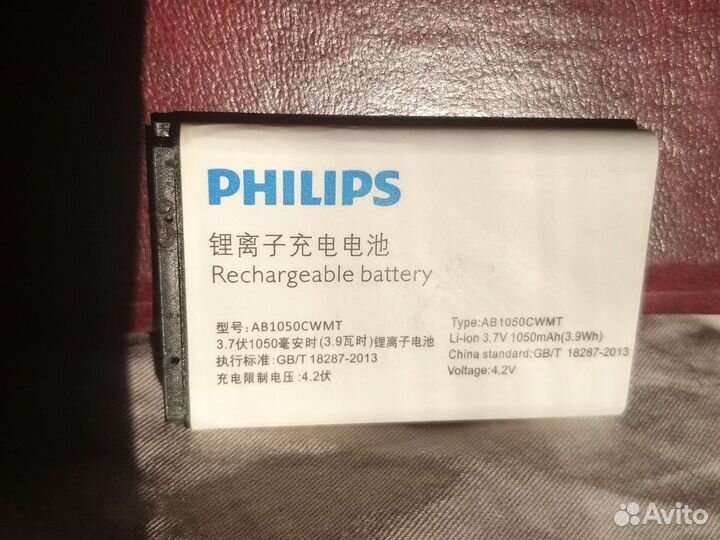 PHILIPS
锂离子充电电池
Rechargeable battery
型号: AB1050CWMT
3.7伏1050毫安时(3.9瓦时)锂离子电池
执行标准:GB/T 18287-2013
充电限制电压:4.2伏
Type:AB1050CWMT
Li-ion 3.7V 1050mAh(3.9Wh)
China standard:GB/T 18287-2013
Voltage:4.2V
Avito